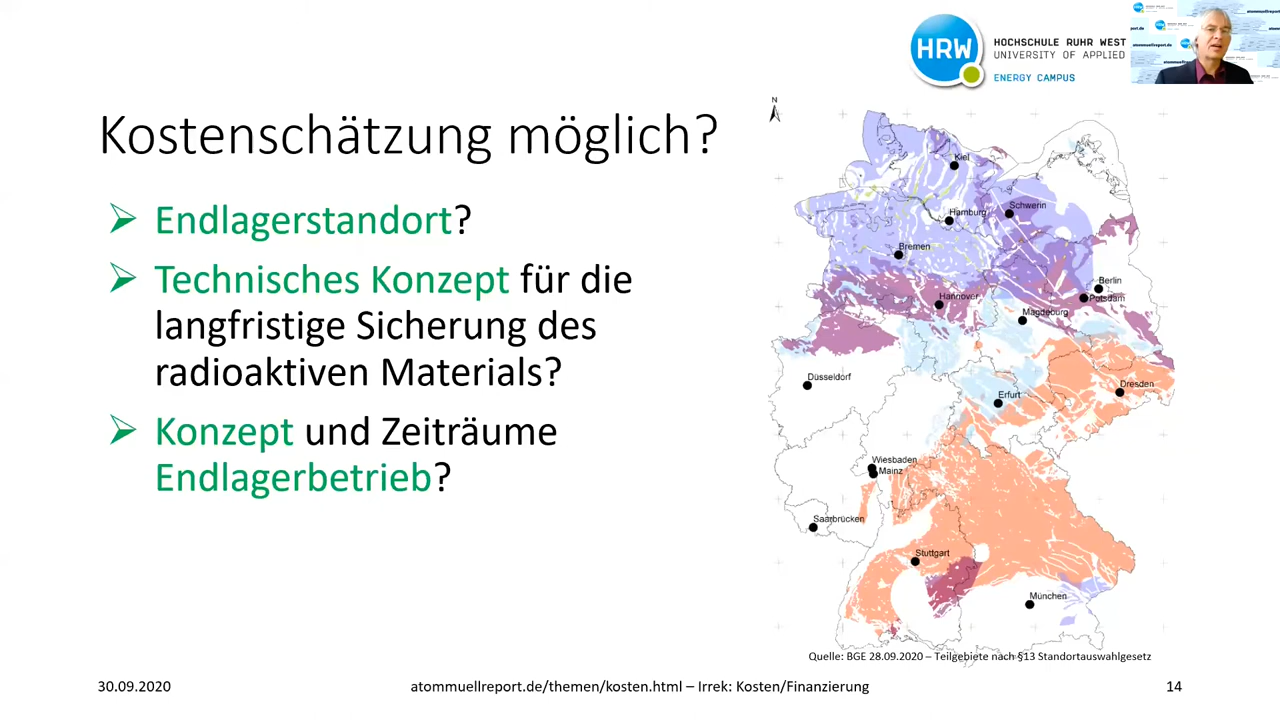 HRW
HOCHSCHULE RUHR WEST
UNIVERSITY OF APPLIED
ENERGY CAMPUS
Kostenschätzung möglich?
Endlagerstandort?
Technisches Konzept für die
langfristige Sicherung des
radioaktiven Materials?
Konzept und Zeiträume
Endlagerbetrieb?
N
Kiel
Schwerin
Hamburg
Bremen
Berlin
Potsdam
Hannover
Magdeburg
Düsseldorf
Dresden
Erfurt
Wiesbaden
Mainz
Saarbrücken
Stuttgart
München
Quelle: BGE 28.09.2020 – Teilgebiete nach §13 Standortauswahlgesetz
30.09.2020
atommuellreport.de/themen/kosten.html – Irrek: Kosten/Finanzierung
14